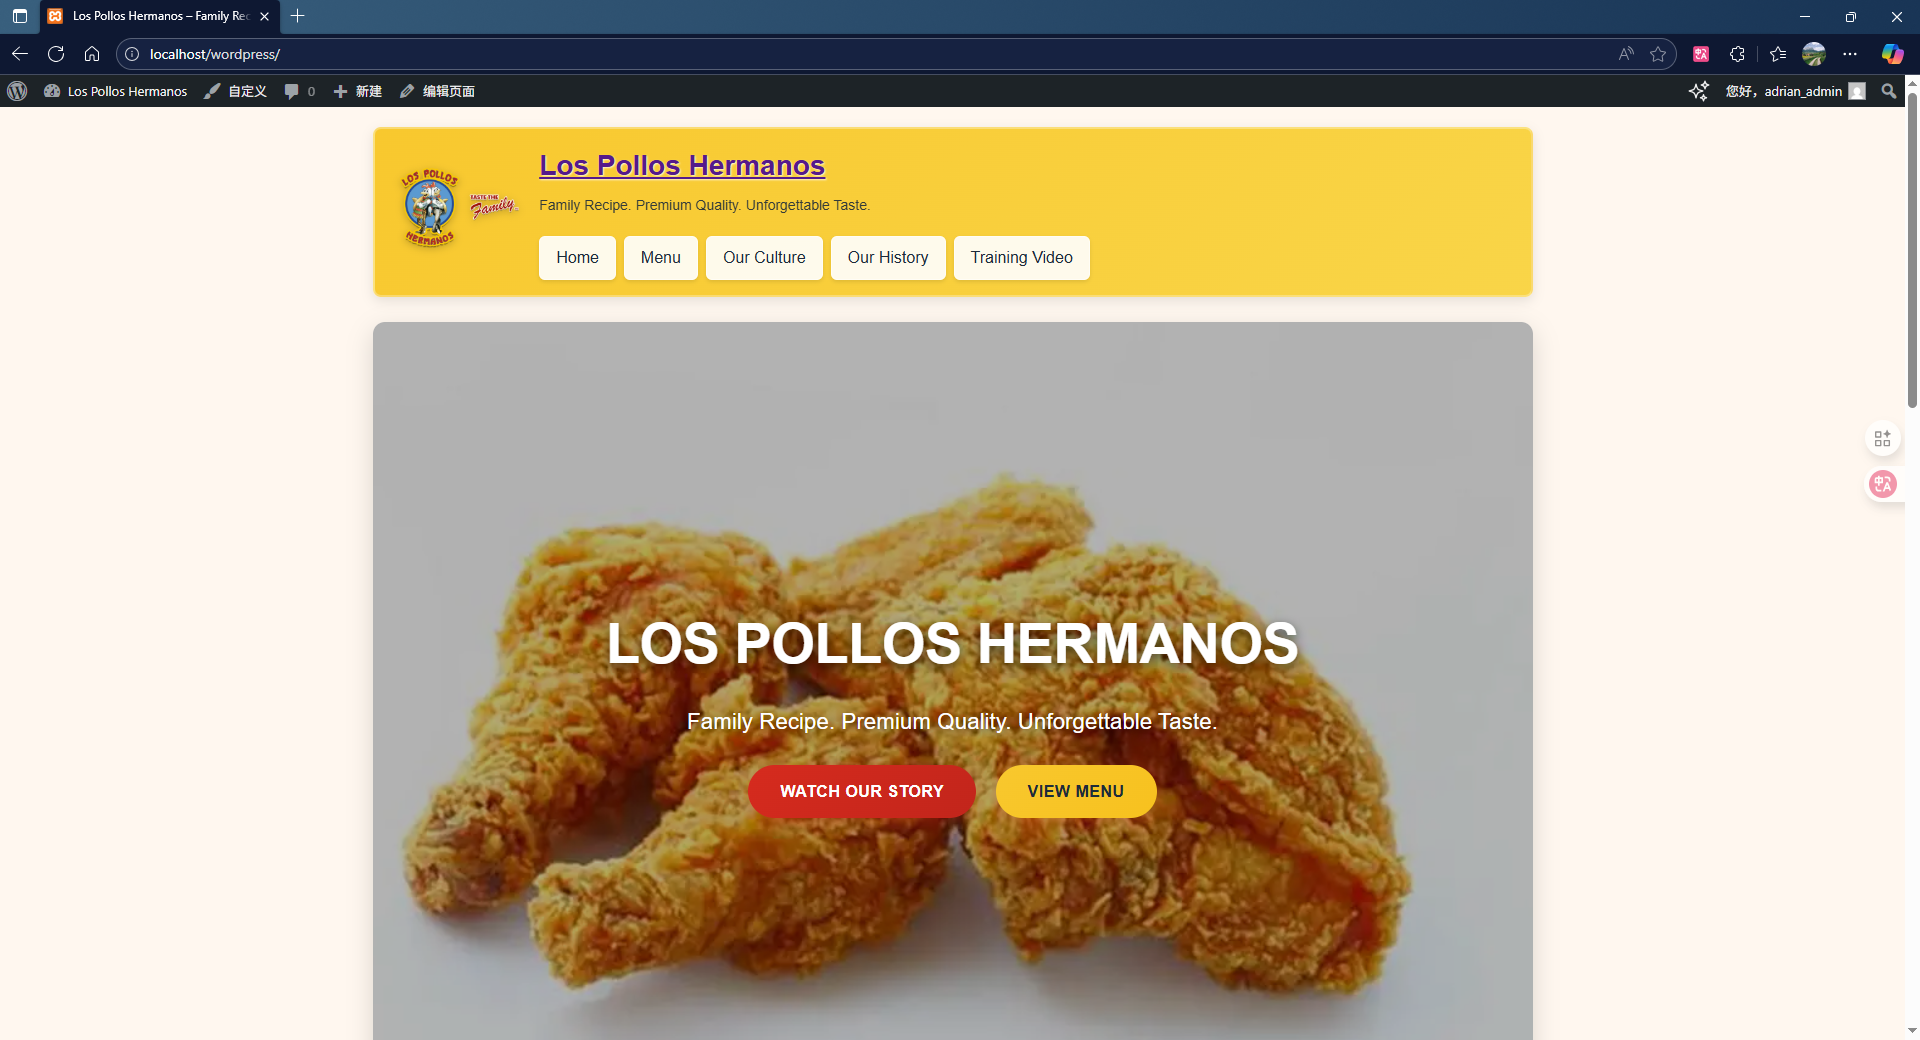 Los Pollos Hermanos – Family Rec
localhost/wordpress/
Los Pollos Hermanos
自定义
0
新建
编辑页面
您好，adrian_admin
LOS POLLOS
HERMANOS
TASTE THE
Family
Los Pollos Hermanos
Family Recipe. Premium Quality. Unforgettable Taste.
Home
Menu
Our Culture
Our History
Training Video
LOS POLLOS HERMANOS
Family Recipe. Premium Quality. Unforgettable Taste.
WATCH OUR STORY
VIEW MENU